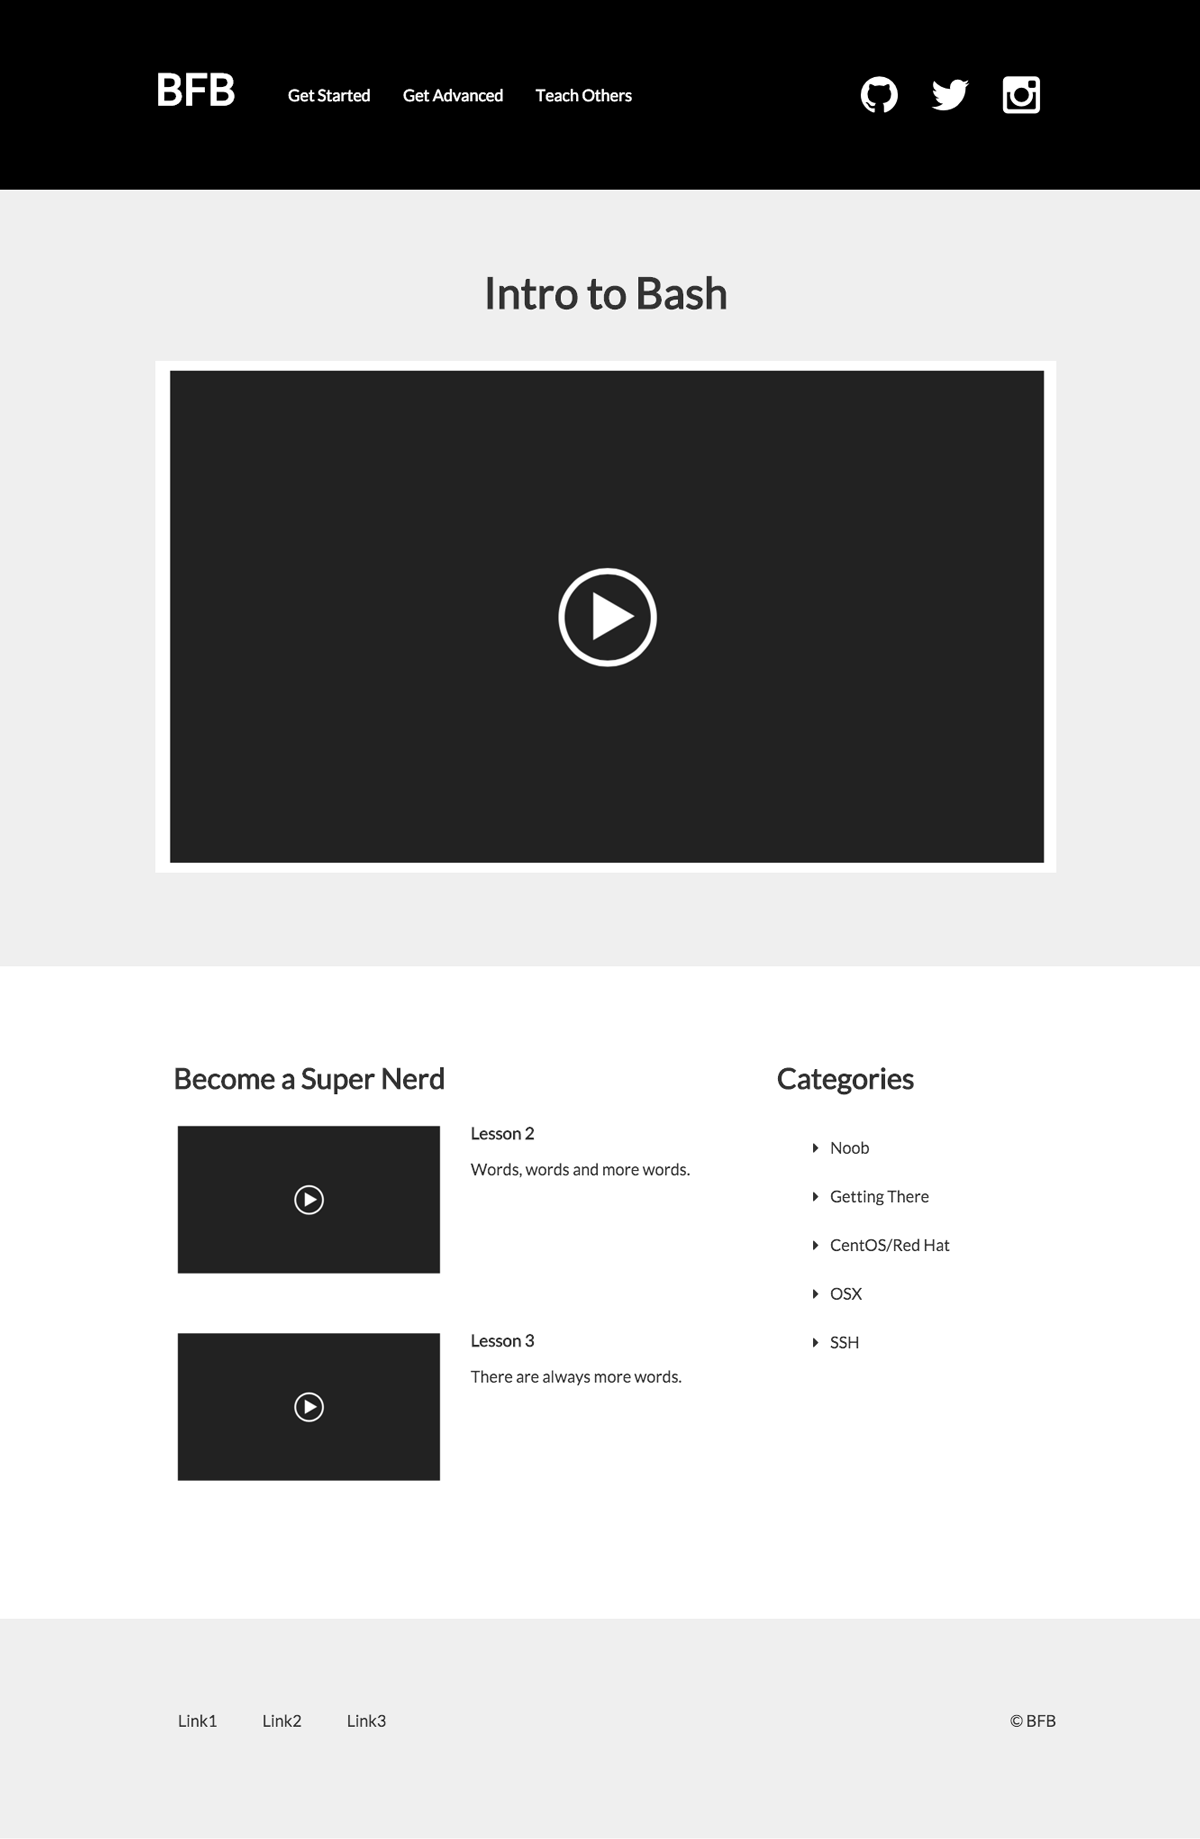 BFB
Get Started
Get Advanced
Teach Others
Intro to Bash
Become a Super Nerd
Lesson 2
Words, words and more words.
Lesson 3
There are always more words.
Categories
Noob
Getting There
CentOS/Red Hat
OSX
SSH
Link1
Link2
Link3
© BFB